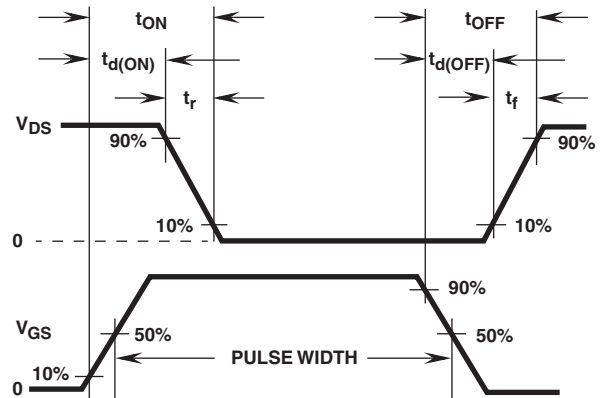 tON tOFF
td(ON) td(OFF)
tr tf
VDS
90% 90%
10% 10%
0
90%
VGS 50% 50%
PULSE WIDTH
10%
0